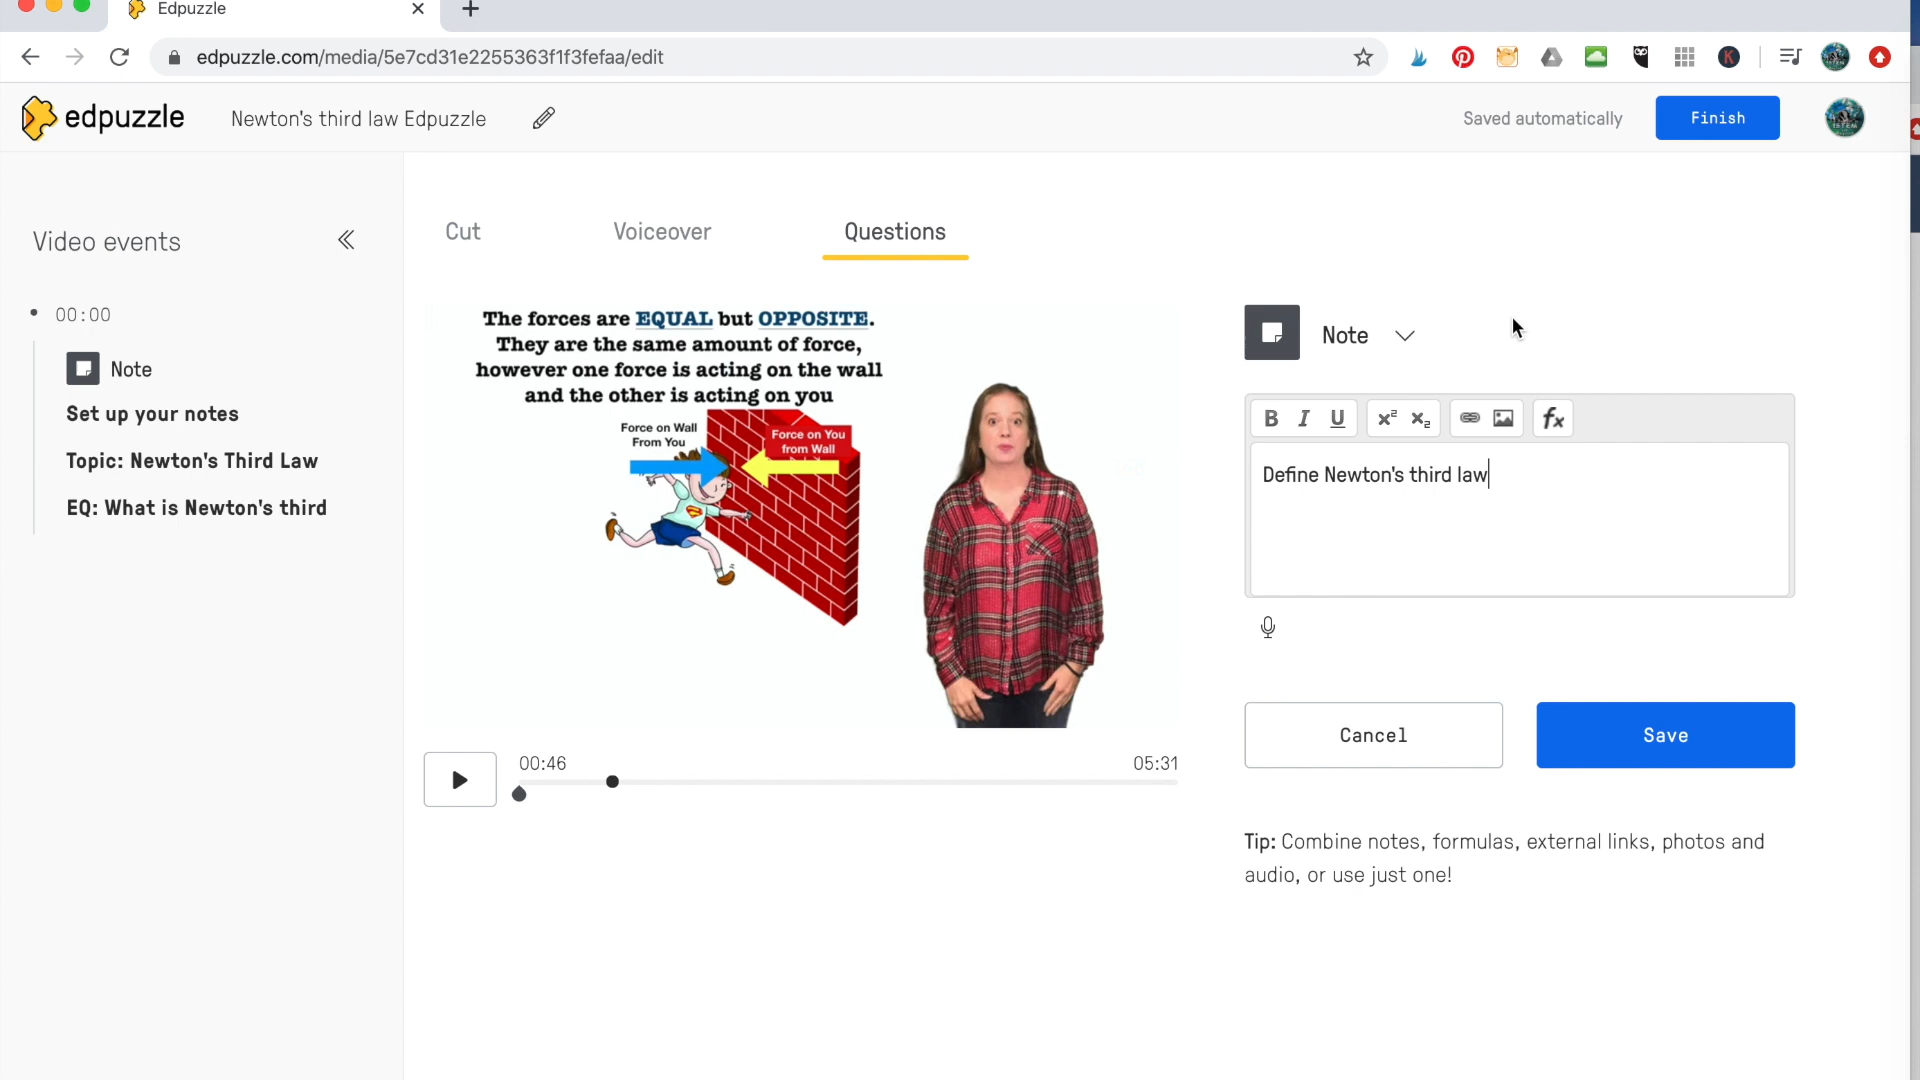 Edpuzzle
edpuzzle.com/media/5e7cd31e2255363f1f3fefaa/edit
K
edpuzzle
Newton's third law Edpuzzle
Saved automatically
Finish
Video events
00:00
Note
Set up your notes
Topic: Newton's Third Law
EQ: What is Newton's third
Cut
Voiceover
Questions
The forces are EQUAL but OPPOSITE.
They are the same amount of force,
however one force is acting on the wall
and the other is acting on you
Force on Wall
From You
Force on You
from Wall
00:46
05:31
Note
B I U x² x₂ fx
Define Newton's third law
Cancel
Save
Tip: Combine notes, formulas, external links, photos and
audio, or use just one!